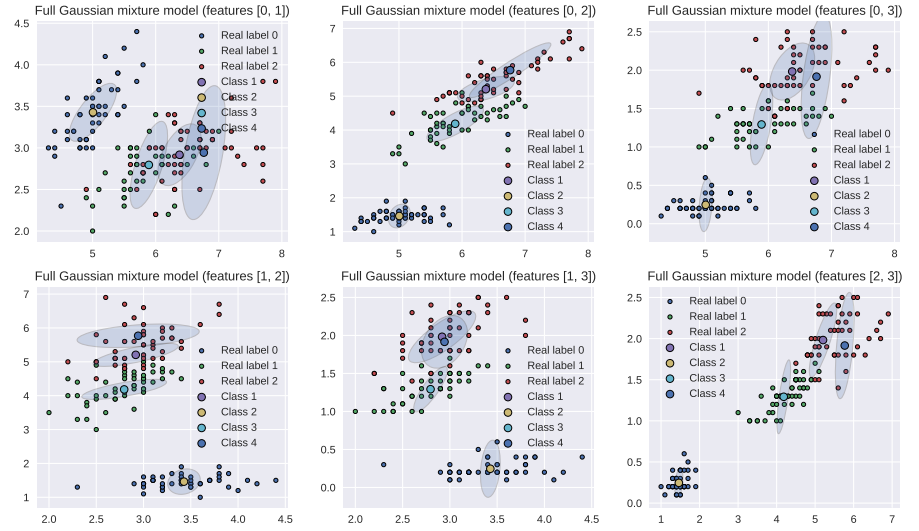 Full Gaussian mixture model (features [0, 1])
4.5
4.0
3.5
3.0
2.5
2.0
5
6
7
8
Real label 0
Real label 1
Real label 2
Class 1
Class 2
Class 3
Class 4
Full Gaussian mixture model (features [0, 2])
7
6
5
4
3
2
1
5
6
7
8
Real label 0
Real label 1
Real label 2
Class 1
Class 2
Class 3
Class 4
Full Gaussian mixture model (features [0, 3])
2.5
2.0
1.5
1.0
0.5
0.0
5
6
7
8
Real label 0
Real label 1
Real label 2
Class 1
Class 2
Class 3
Class 4
Full Gaussian mixture model (features [1, 2])
7
6
5
4
3
2
1
2.0
2.5
3.0
3.5
4.0
4.5
Real label 0
Real label 1
Real label 2
Class 1
Class 2
Class 3
Class 4
Full Gaussian mixture model (features [1, 3])
2.5
2.0
1.5
1.0
0.5
0.0
2.0
2.5
3.0
3.5
4.0
4.5
Real label 0
Real label 1
Real label 2
Class 1
Class 2
Class 3
Class 4
Full Gaussian mixture model (features [2, 3])
2.5
2.0
1.5
1.0
0.5
0.0
1
2
3
4
5
6
7
Real label 0
Real label 1
Real label 2
Class 1
Class 2
Class 3
Class 4